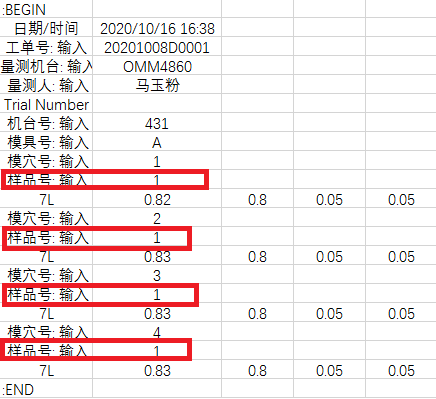 :BEGIN
日期/时间 2020/10/16 16:38
工单号: 输入 20201008D0001
量测机台: 输入 OMM4860
量测人: 输入 马玉粉
Trial Number
机台号: 输入 431
模具号: 输入 A
模穴号: 输入 1
样品号: 输入 1
7L 0.82 0.8 0.05 0.05
模穴号: 输入 2
样品号: 输入 1
7L 0.83 0.8 0.05 0.05
模穴号: 输入 3
样品号: 输入 1
7L 0.83 0.8 0.05 0.05
模穴号: 输入 4
样品号: 输入 1
7L 0.83 0.8 0.05 0.05
:END